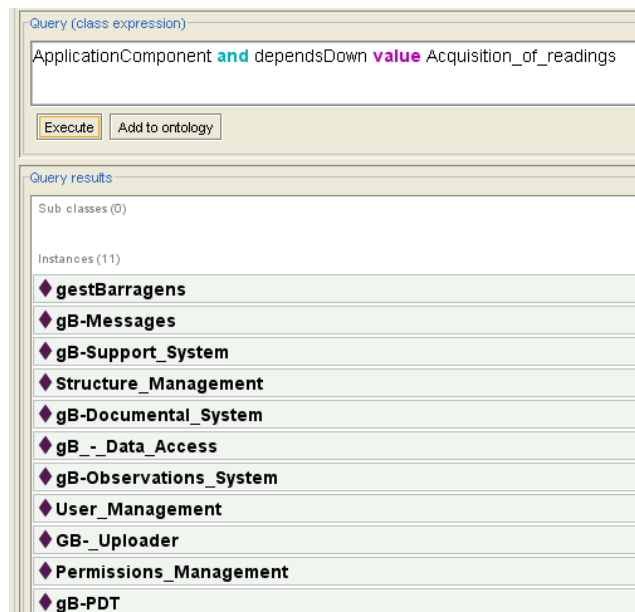 Query (class expression)
ApplicationComponent and dependsDown value Acquisition_of_readings
Execute Add to ontology
Query results
Sub classes (0)
Instances (11)
gestBarragens
gB-Messages
gB-Support_System
Structure_Management
gB-Documental_System
gB_-_Data_Access
gB-Observations_System
User_Management
GB-_Uploader
Permissions_Management
gB-PDT